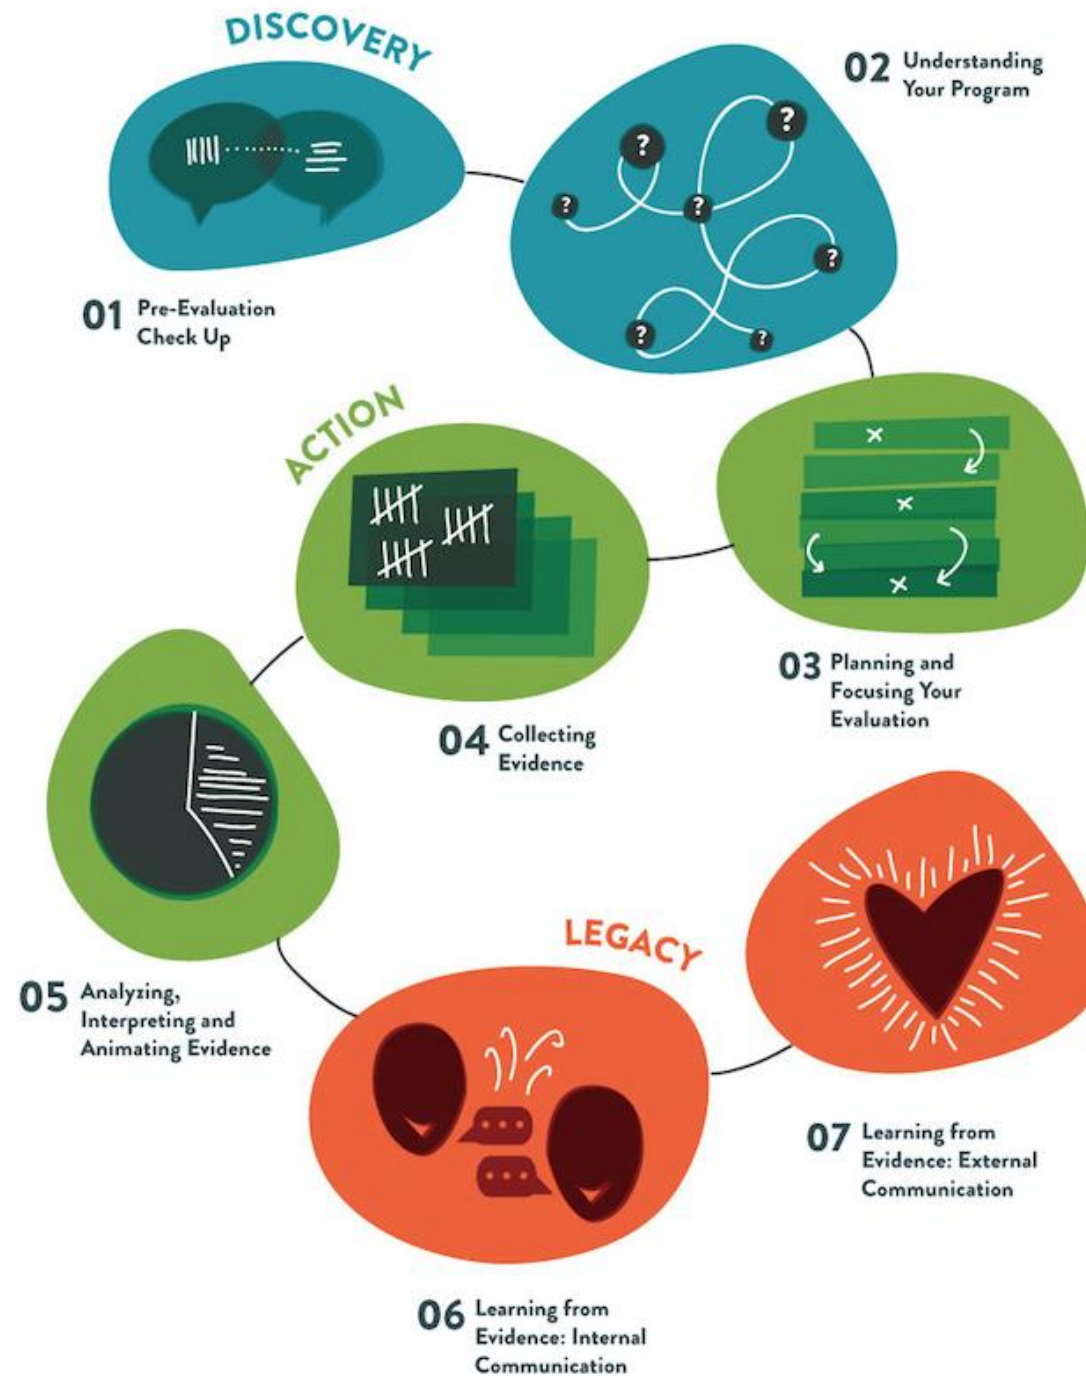 DISCOVERY
01 Pre-Evaluation
Check Up
02 Understanding
Your Program
?
?
?
?
?
?
?
ACTION
03 Planning and
Focusing Your
Evaluation
04 Collecting
Evidence
05 Analyzing,
Interpreting and
Animating Evidence
LEGACY
06 Learning from
Evidence: Internal
Communication
07 Learning from
Evidence: External
Communication